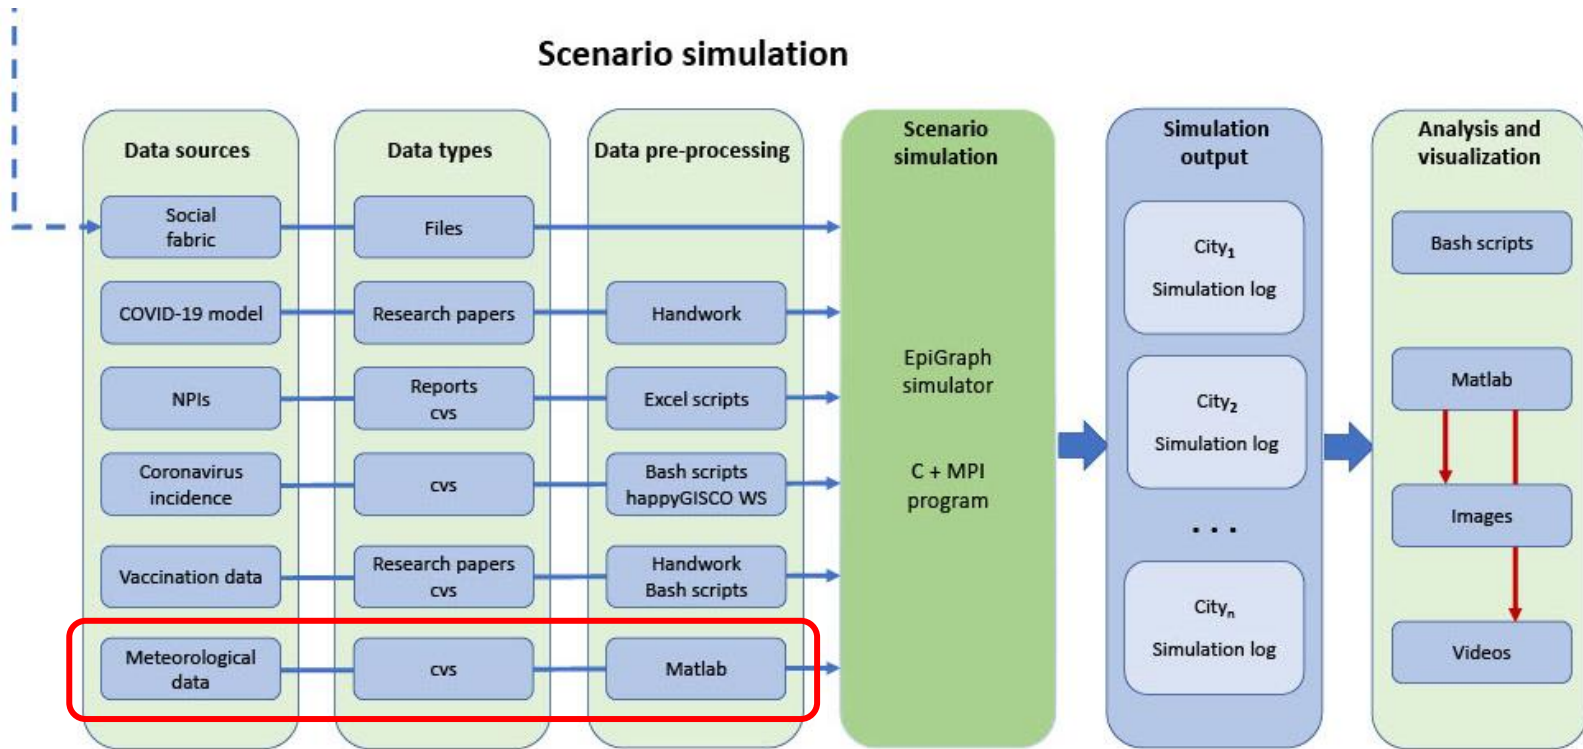 Scenario simulation
Data sources
Social
fabric
COVID-19 model
NPIs
Coronavirus
incidence
Vaccination data
Meteorological
data
Data types
Files
Research papers
Reports
cvs
cvs
Research papers
cvs
cvs
Data pre-processing
Handwork
Excel scripts
Bash scripts
happyGISCO WS
Handwork
Bash scripts
Matlab
Scenario
simulation
EpiGraph
simulator
C + MPI
program
Simulation
output
City1
Simulation log
City2
Simulation log
...
Cityn
Simulation log
Analysis and
visualization
Bash scripts
Matlab
Images
Videos